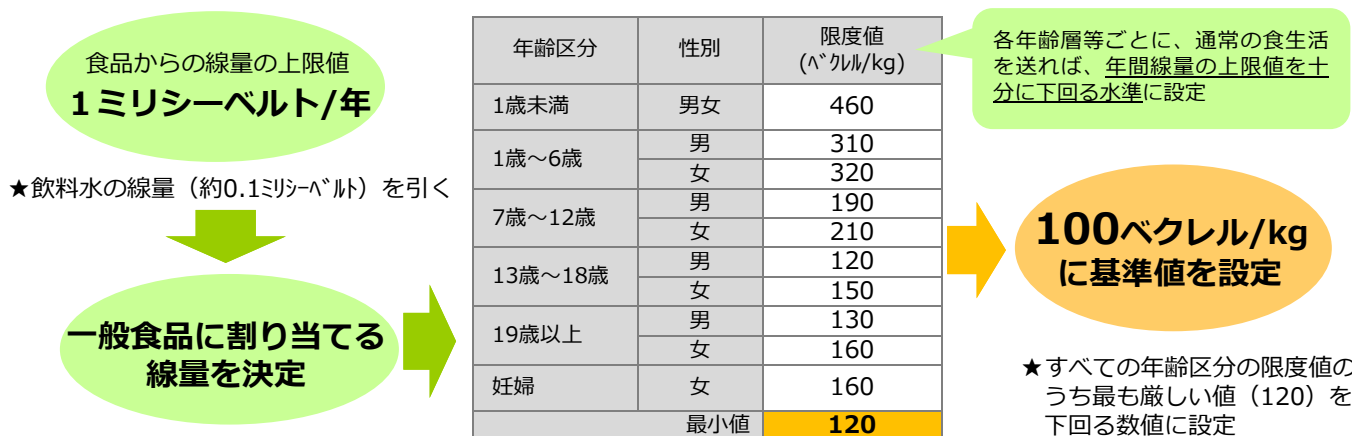 食品からの線量の上限値
1ミリシーベルト/年
★飲料水の線量（約0.1ﾐﾘｼｰﾍﾞﾙﾄ）を引く
一般食品に割り当てる
線量を決定
年齢区分 性別 限度値
(ﾍﾞｸﾚﾙ/kg)
1歳未満 男女 460
1歳～6歳 男 310
女 320
7歳～12歳 男 190
女 210
13歳～18歳 男 120
女 150
19歳以上 男 130
女 160
妊婦 女 160
最小値 120
各年齢層等ごとに、通常の食生活
を送れば、年間線量の上限値を十
分に下回る水準に設定
100ベクレル/kg
に基準値を設定
★すべての年齢区分の限度値の
うち最も厳しい値（120）を
下回る数値に設定